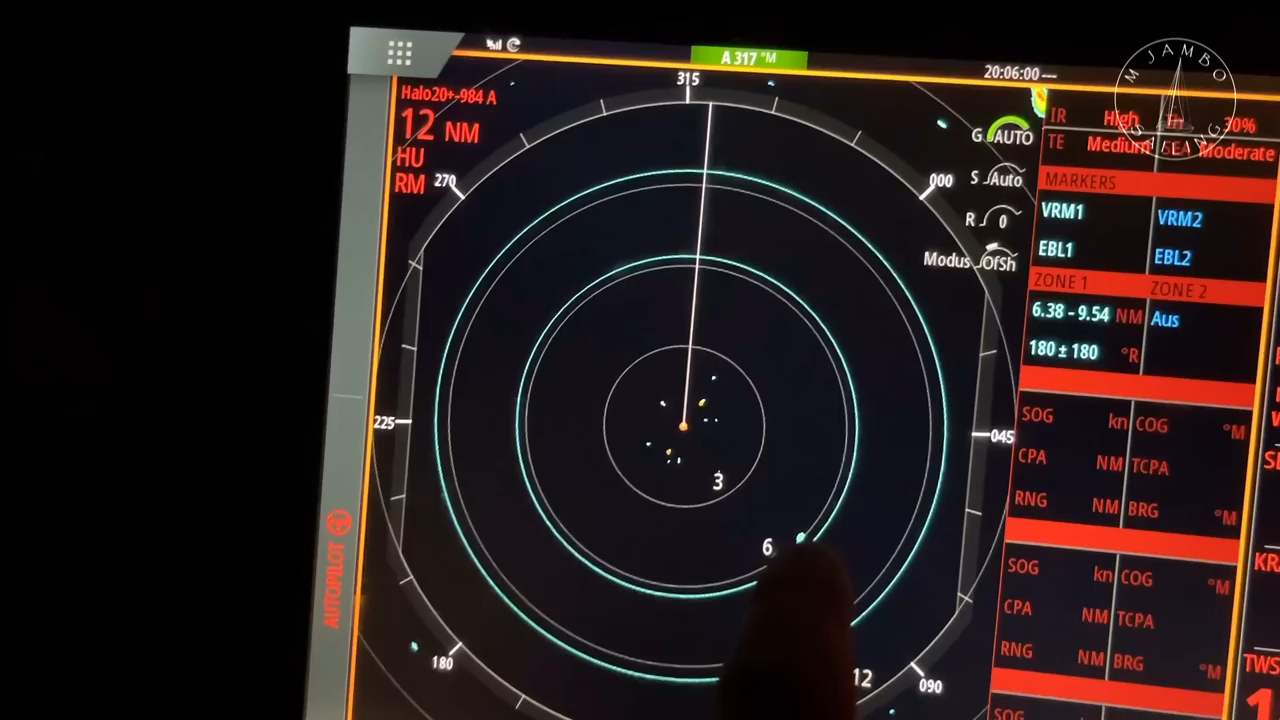 A 317 °M
20:06:00 ---
M JAMBO
SAILING
Halo20+-984 A
12 NM
HU
RM
315
270
000
225
045
180
090
3
6
12
G AUTO
S Auto
R 0
Modus OfSh
IR High 30%
TE Medium SEA Moderate
MARKERS
VRM1 VRM2
EBL1 EBL2
ZONE 1 ZONE 2
6.38 - 9.54 NM Aus
180 ± 180 °R
SOG kn COG °M
CPA NM TCPA
RNG NM BRG °M
SOG kn COG °M
CPA NM TCPA
RNG NM BRG °M
SOG
AUTOPILOT
TWS